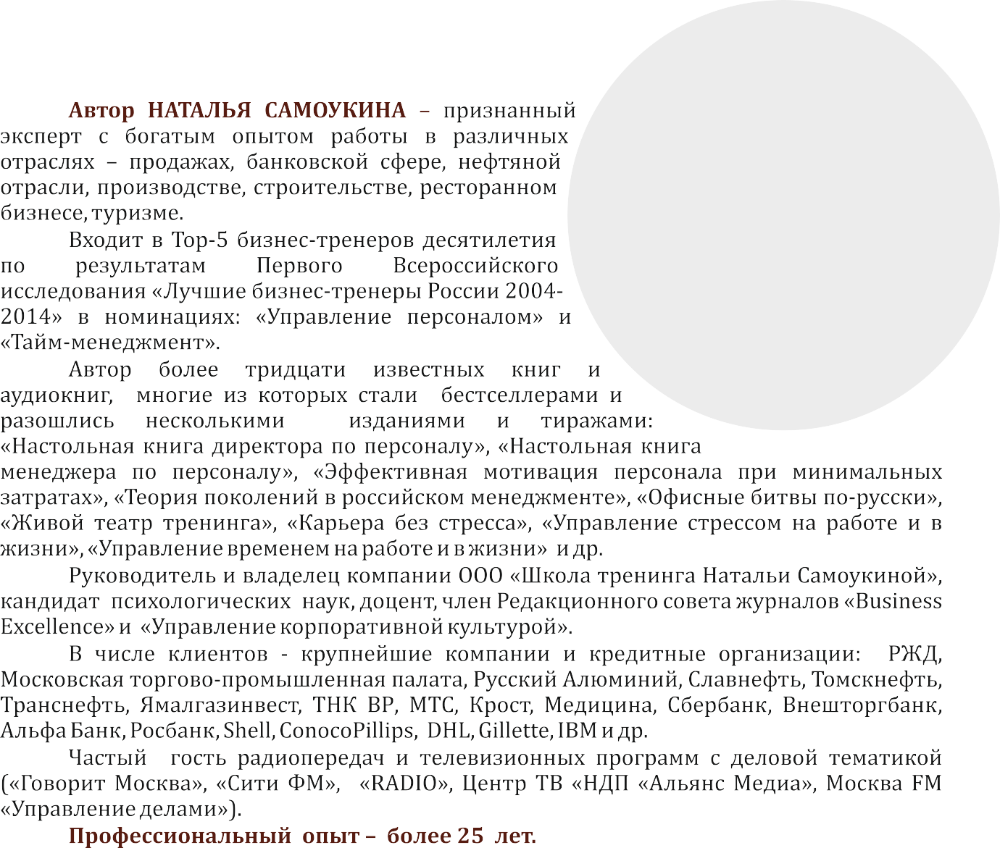 Автор НАТАЛЬЯ САМОУКИНА – признанный
эксперт с богатым опытом работы в различных
отраслях – продажах, банковской сфере, нефтяной
отрасли, производстве, строительстве, ресторанном
бизнесе, туризме.
Входит в Тор-5 бизнес-тренеров десятилетия
по результатам Первого Всероссийского
исследования «Лучшие бизнес-тренеры России 2004-
2014» в номинациях: «Управление персоналом» и
«Тайм-менеджмент».
Автор более тридцати известных книг и
аудиокниг, многие из которых стали бестселлерами и
разошлись несколькими изданиями и тиражами:
«Настольная книга директора по персоналу», «Настольная книга
менеджера по персоналу», «Эффективная мотивация персонала при минимальных
затратах», «Теория поколений в российском менеджменте», «Офисные битвы по-русски»,
«Живой театр тренинга», «Карьера без стресса», «Управление стрессом на работе и в
жизни», «Управление временем на работе и в жизни» и др.
Руководитель и владелец компании ООО «Школа тренинга Натальи Самоукиной»,
кандидат психологических наук, доцент, член Редакционного совета журналов «Business
Excellence» и «Управление корпоративной культурой».
В числе клиентов - крупнейшие компании и кредитные организации: РЖД,
Московская торгово-промышленная палата, Русский Алюминий, Славнефть, Томскнефть,
Транснефть, Ямалгазинвест, ТНК ВР, МТС, Крост, Медицина, Сбербанк, Внешторгбанк,
Альфа Банк, Росбанк, Shell, ConocoPillips, DHL, Gillette, IBM и др.
Частый гость радиопередач и телевизионных программ с деловой тематикой
(«Говорит Москва», «Сити ФМ», «RADIO», Центр ТВ «НДП «Альянс Медиа», Москва FM
«Управление делами»).
Профессиональный опыт – более 25 лет.